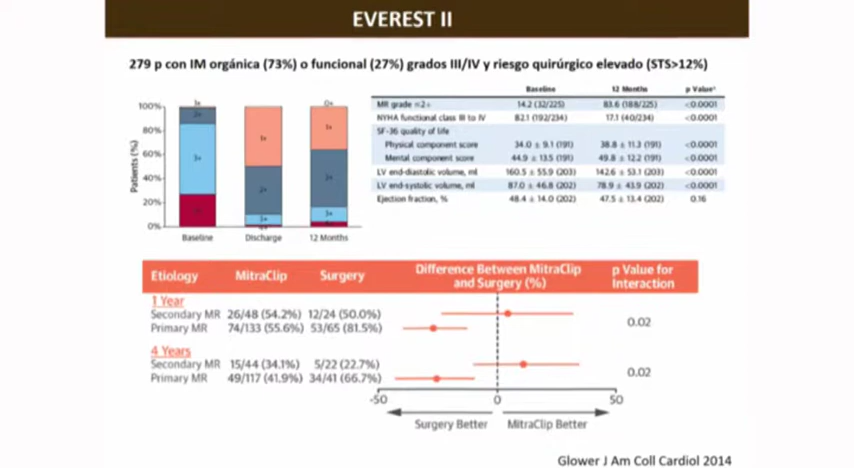 EVEREST II
279 p con IM orgánica (73%) o funcional (27%) grados III/IV y riesgo quirúrgico elevado (STS>12%)
Patients (%)
100%
80%
60%
40%
20%
0%
3+
2+
3+
1+
2+
3+
4+
0+
1+
2+
3+
Baseline Discharge 12 Months
Baseline 12 Months p Value
MR grade ≤2+ 14.2 (32/225) 83.6 (188/225) <0.0001
NYHA functional class III to IV 82.1 (192/234) 17.1 (40/234) <0.0001
SF-36 quality of life
Physical component score 34.0 ± 9.1 (191) 38.8 ± 11.3 (191) <0.0001
Mental component score 44.9 ± 13.5 (191) 49.8 ± 12.2 (191) <0.0001
LV end-diastolic volume, ml 160.5 ± 55.9 (203) 142.6 ± 53.1 (203) <0.0001
LV end-systolic volume, ml 87.0 ± 46.8 (202) 78.9 ± 43.9 (202) <0.0001
Ejection fraction, % 48.4 ± 14.0 (202) 47.5 ± 13.4 (202) 0.16
Etiology MitraClip Surgery Difference Between MitraClip and Surgery (%) p Value for Interaction
1 Year
Secondary MR 26/48 (54.2%) 12/24 (50.0%)
Primary MR 74/133 (55.6%) 53/65 (81.5%)
0.02
4 Years
Secondary MR 15/44 (34.1%) 5/22 (22.7%)
Primary MR 49/117 (41.9%) 34/41 (66.7%)
0.02
-50 0 50
Surgery Better MitraClip Better
Glower J Am Coll Cardiol 2014